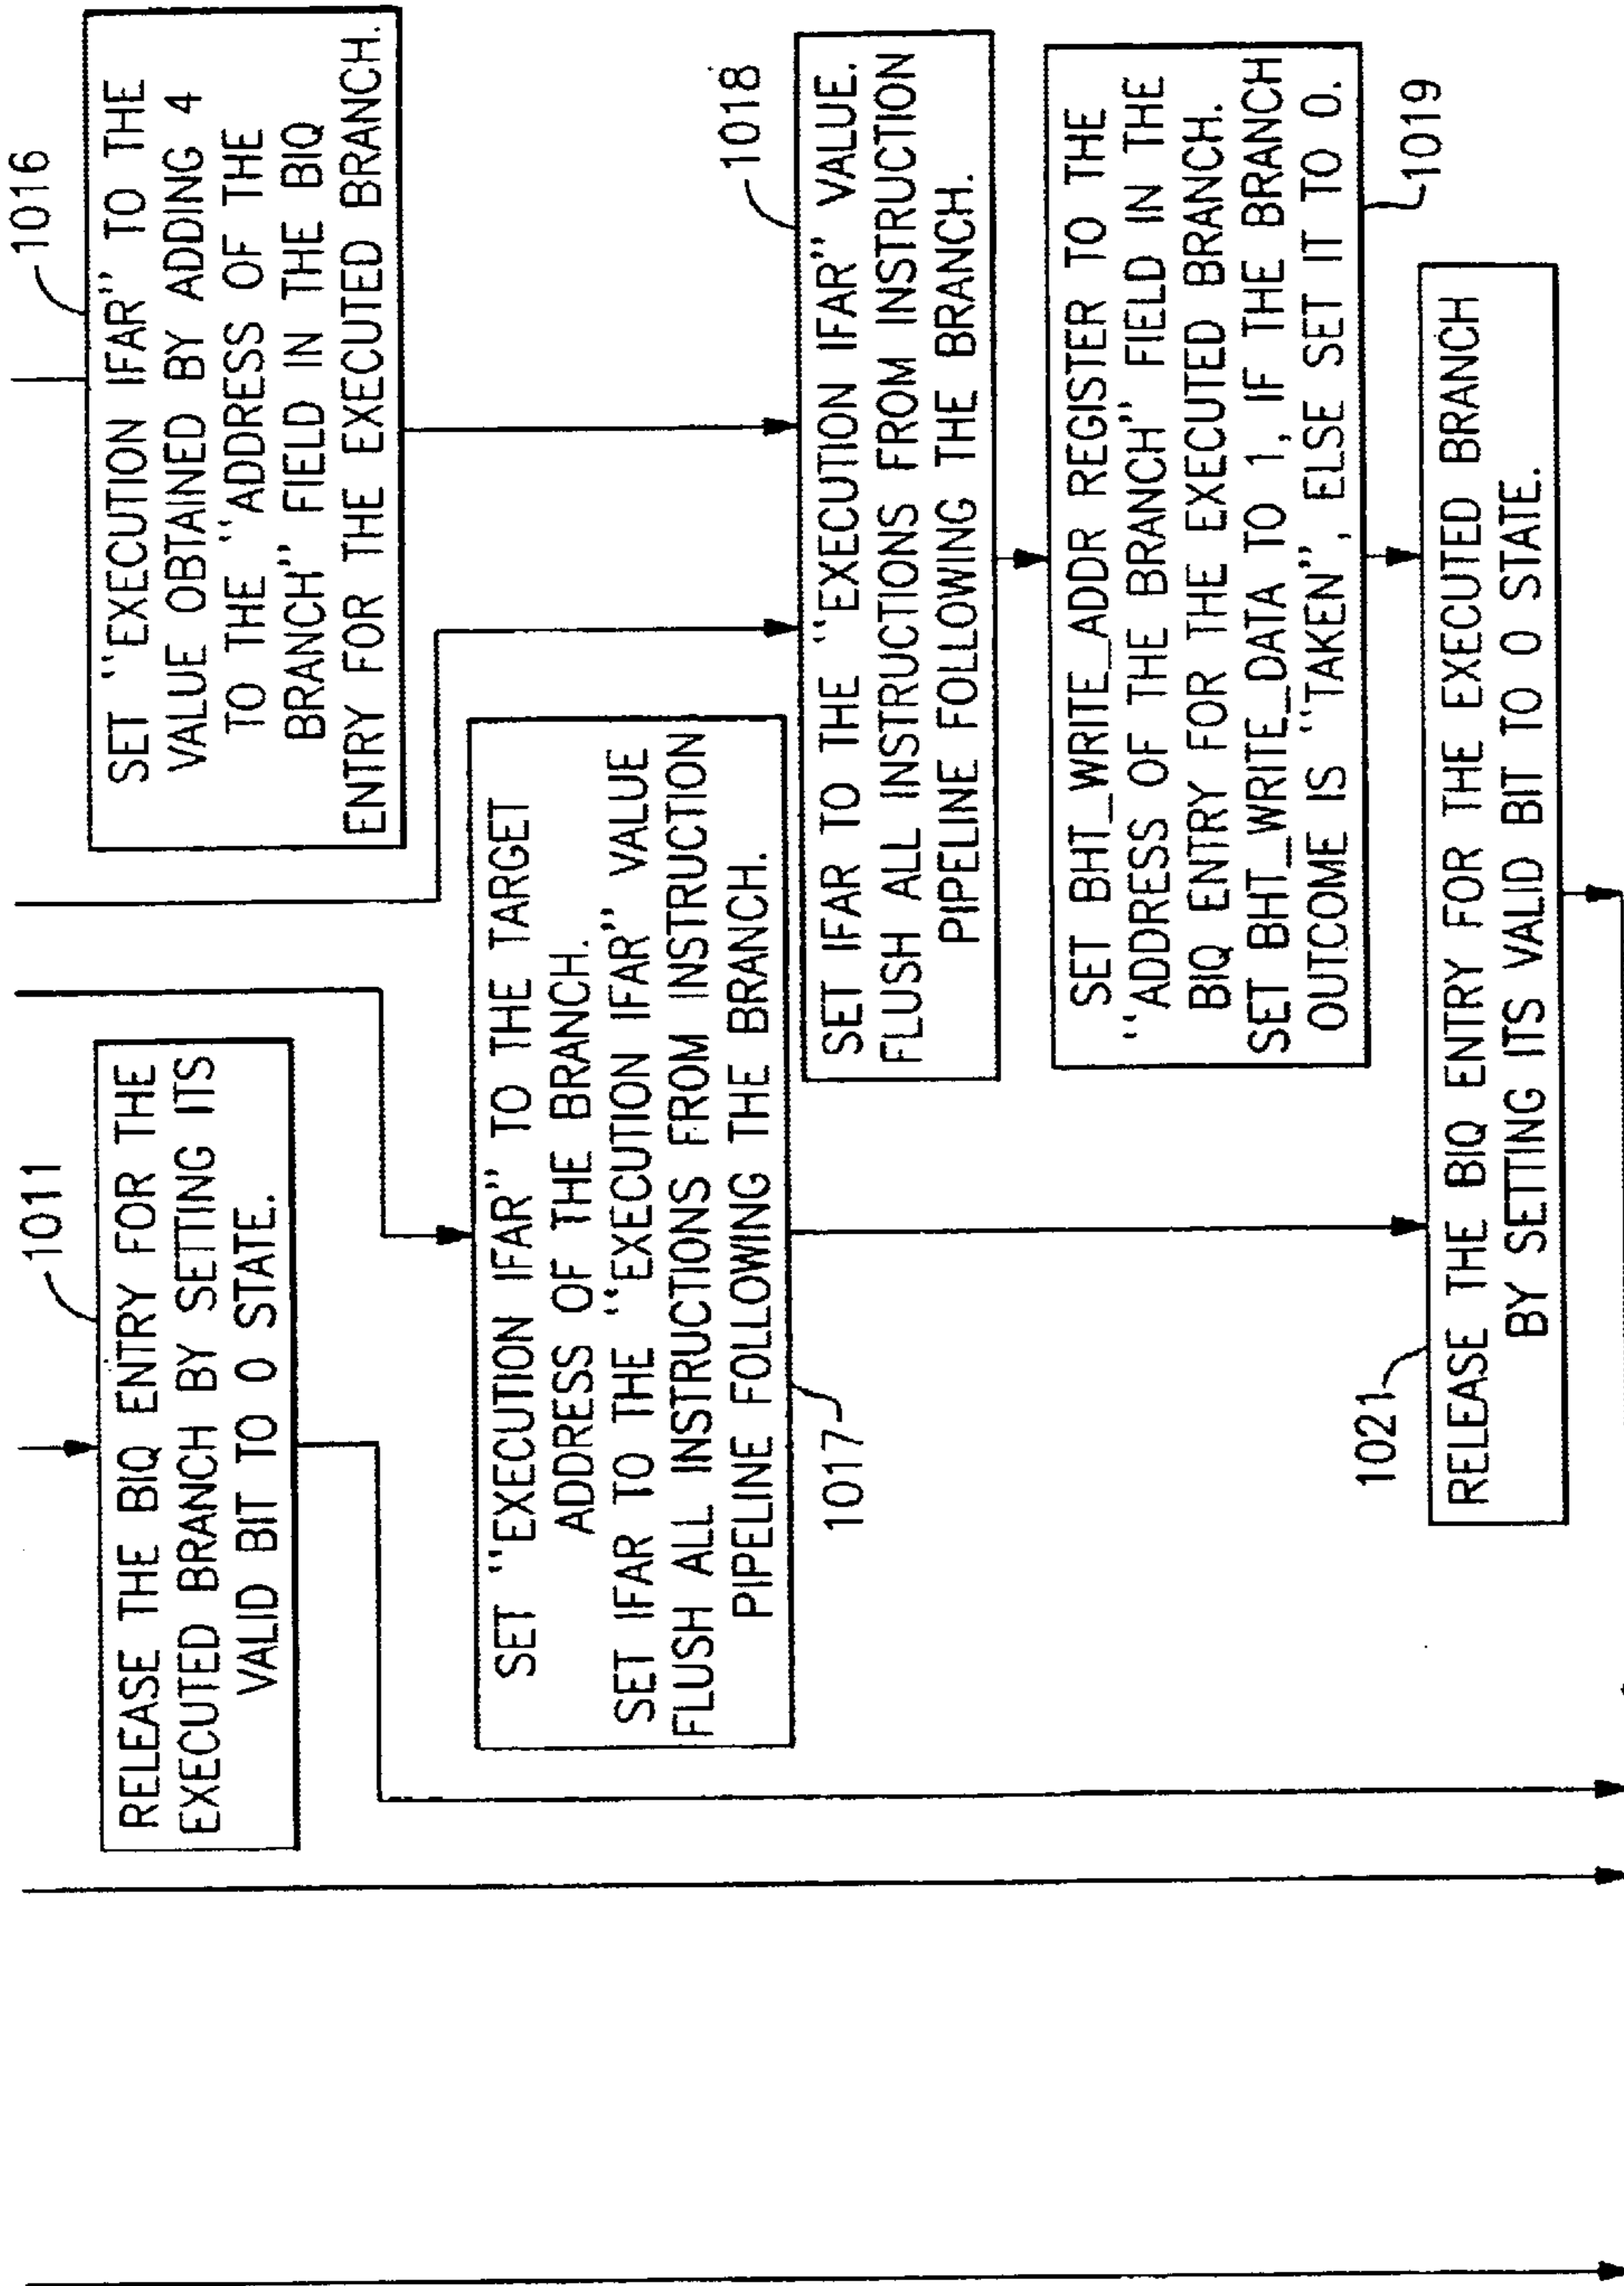 1011
RELEASE THE BIQ ENTRY FOR THE
EXECUTED BRANCH BY SETTING ITS
VALID BIT TO 0 STATE.
1016
SET "EXECUTION IFAR" TO THE
VALUE OBTAINED BY ADDING 4
TO THE "ADDRESS OF THE
BRANCH" FIELD IN THE BIQ
ENTRY FOR THE EXECUTED BRANCH.
SET "EXECUTION IFAR" TO THE TARGET
ADDRESS OF THE BRANCH.
SET IFAR TO THE "EXECUTION IFAR" VALUE
FLUSH ALL INSTRUCTIONS FROM INSTRUCTION
PIPELINE FOLLOWING THE BRANCH.
1017
1018
SET IFAR TO THE "EXECUTION IFAR" VALUE.
FLUSH ALL INSTRUCTIONS FROM INSTRUCTION
PIPELINE FOLLOWING THE BRANCH.
SET BHT_WRITE_ADDR REGISTER TO THE
"ADDRESS OF THE BRANCH" FIELD IN THE
BIQ ENTRY FOR THE EXECUTED BRANCH.
SET BHT_WRITE_DATA TO 1, IF THE BRANCH
OUTCOME IS "TAKEN", ELSE SET IT TO 0.
1019
1021
RELEASE THE BIQ ENTRY FOR THE EXECUTED BRANCH
BY SETTING ITS VALID BIT TO 0 STATE.